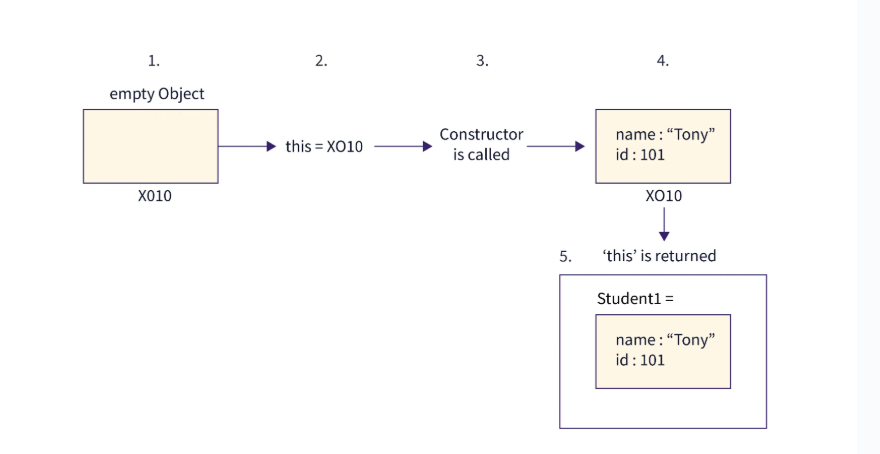 1.
2.
3.
4.
empty Object
this = XO10
Constructor
is called
name : “Tony”
id : 101
X010
XO10
5.
‘this’ is returned
Student1 =
name : “Tony”
id : 101